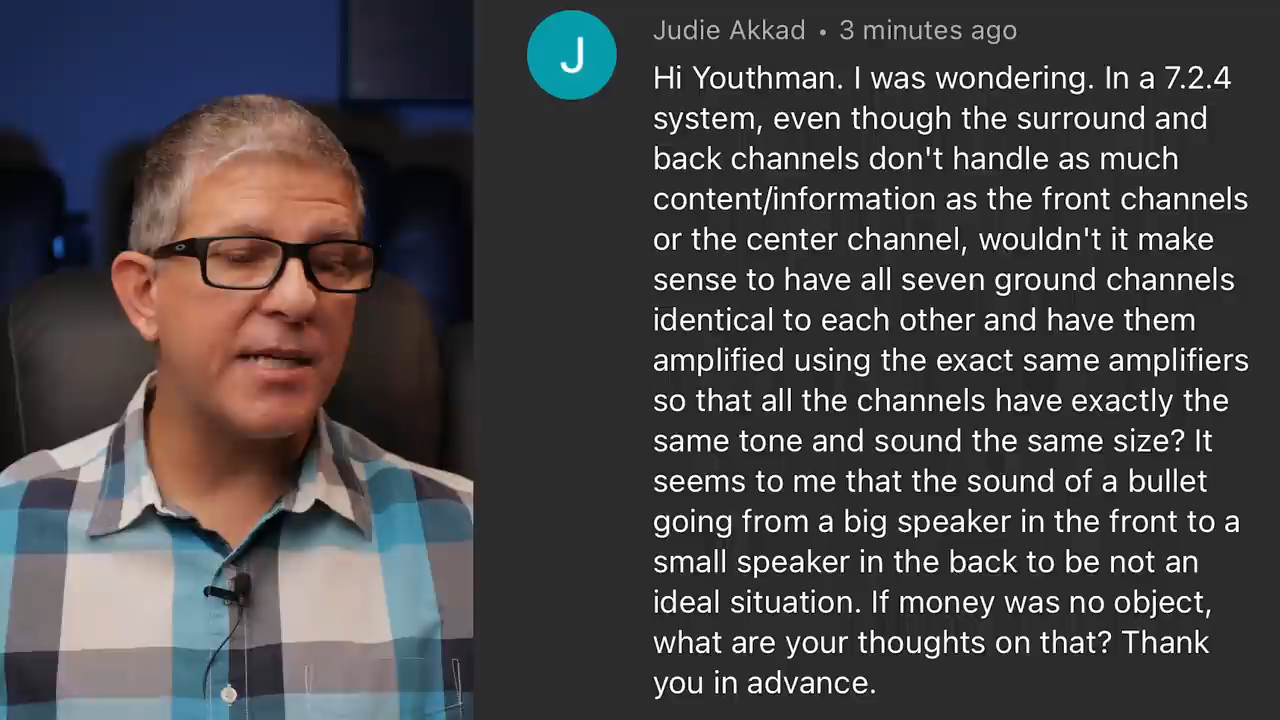 J
Judie Akkad • 3 minutes ago
Hi Youthman. I was wondering. In a 7.2.4
system, even though the surround and
back channels don't handle as much
content/information as the front channels
or the center channel, wouldn't it make
sense to have all seven ground channels
identical to each other and have them
amplified using the exact same amplifiers
so that all the channels have exactly the
same tone and sound the same size? It
seems to me that the sound of a bullet
going from a big speaker in the front to a
small speaker in the back to be not an
ideal situation. If money was no object,
what are your thoughts on that? Thank
you in advance.